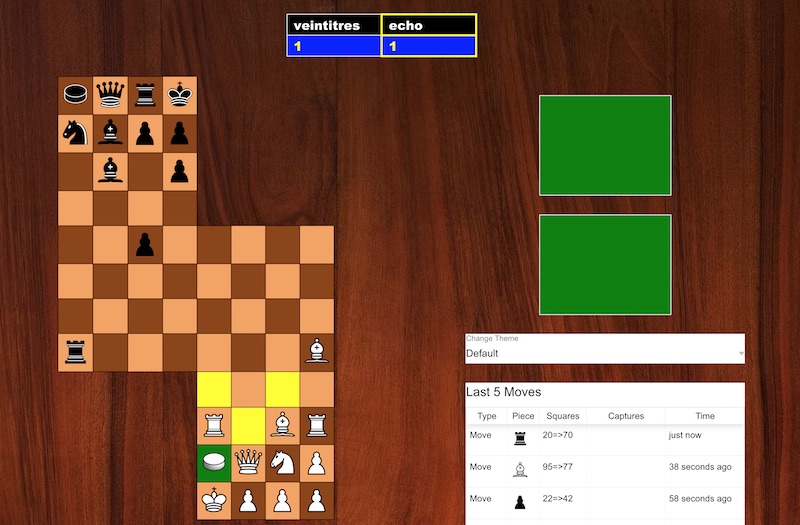 veintitres echo
1 1
Change Theme
Default
Last 5 Moves
Type Piece Squares Captures Time
Move 20=>70 just now
Move 95=>77 38 seconds ago
Move 22=>42 58 seconds ago